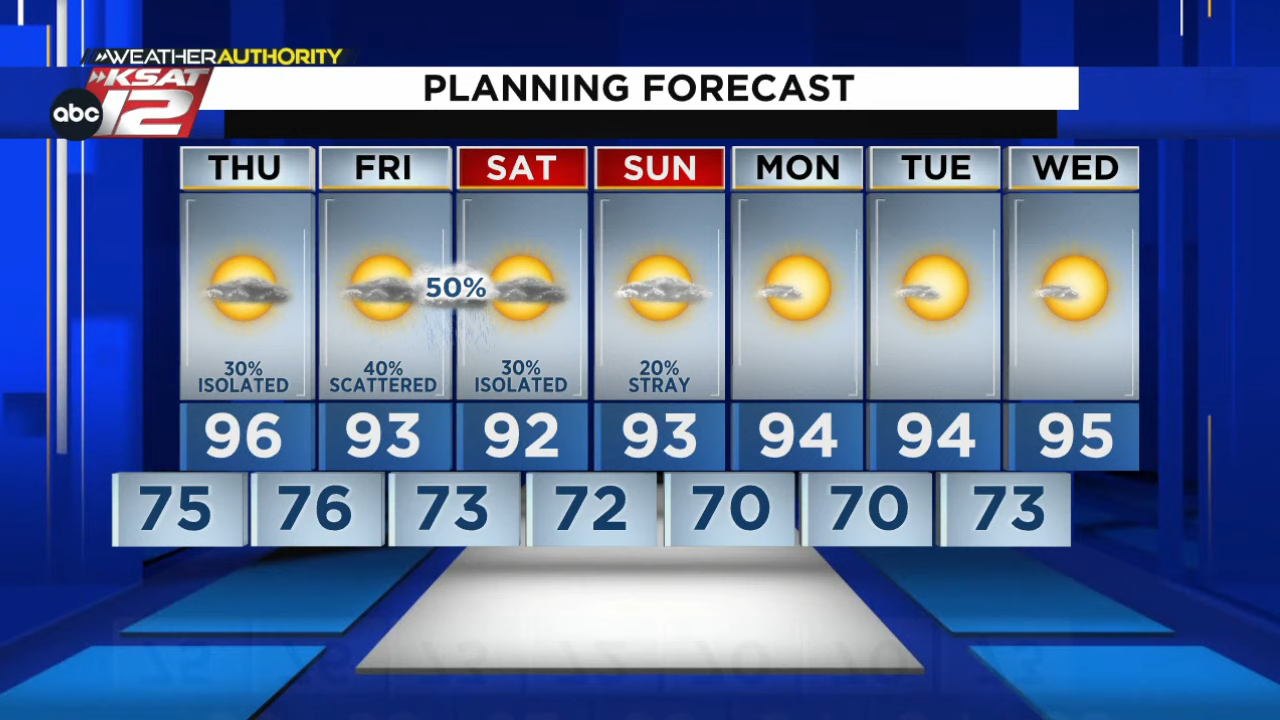 WEATHERAUTHORITY
KSAT
abc 12
PLANNING FORECAST
THU FRI SAT SUN MON TUE WED
50%
30% 40% 30% 20%
ISOLATED SCATTERED ISOLATED STRAY
96 93 92 93 94 94 95
75 76 73 72 70 70 73